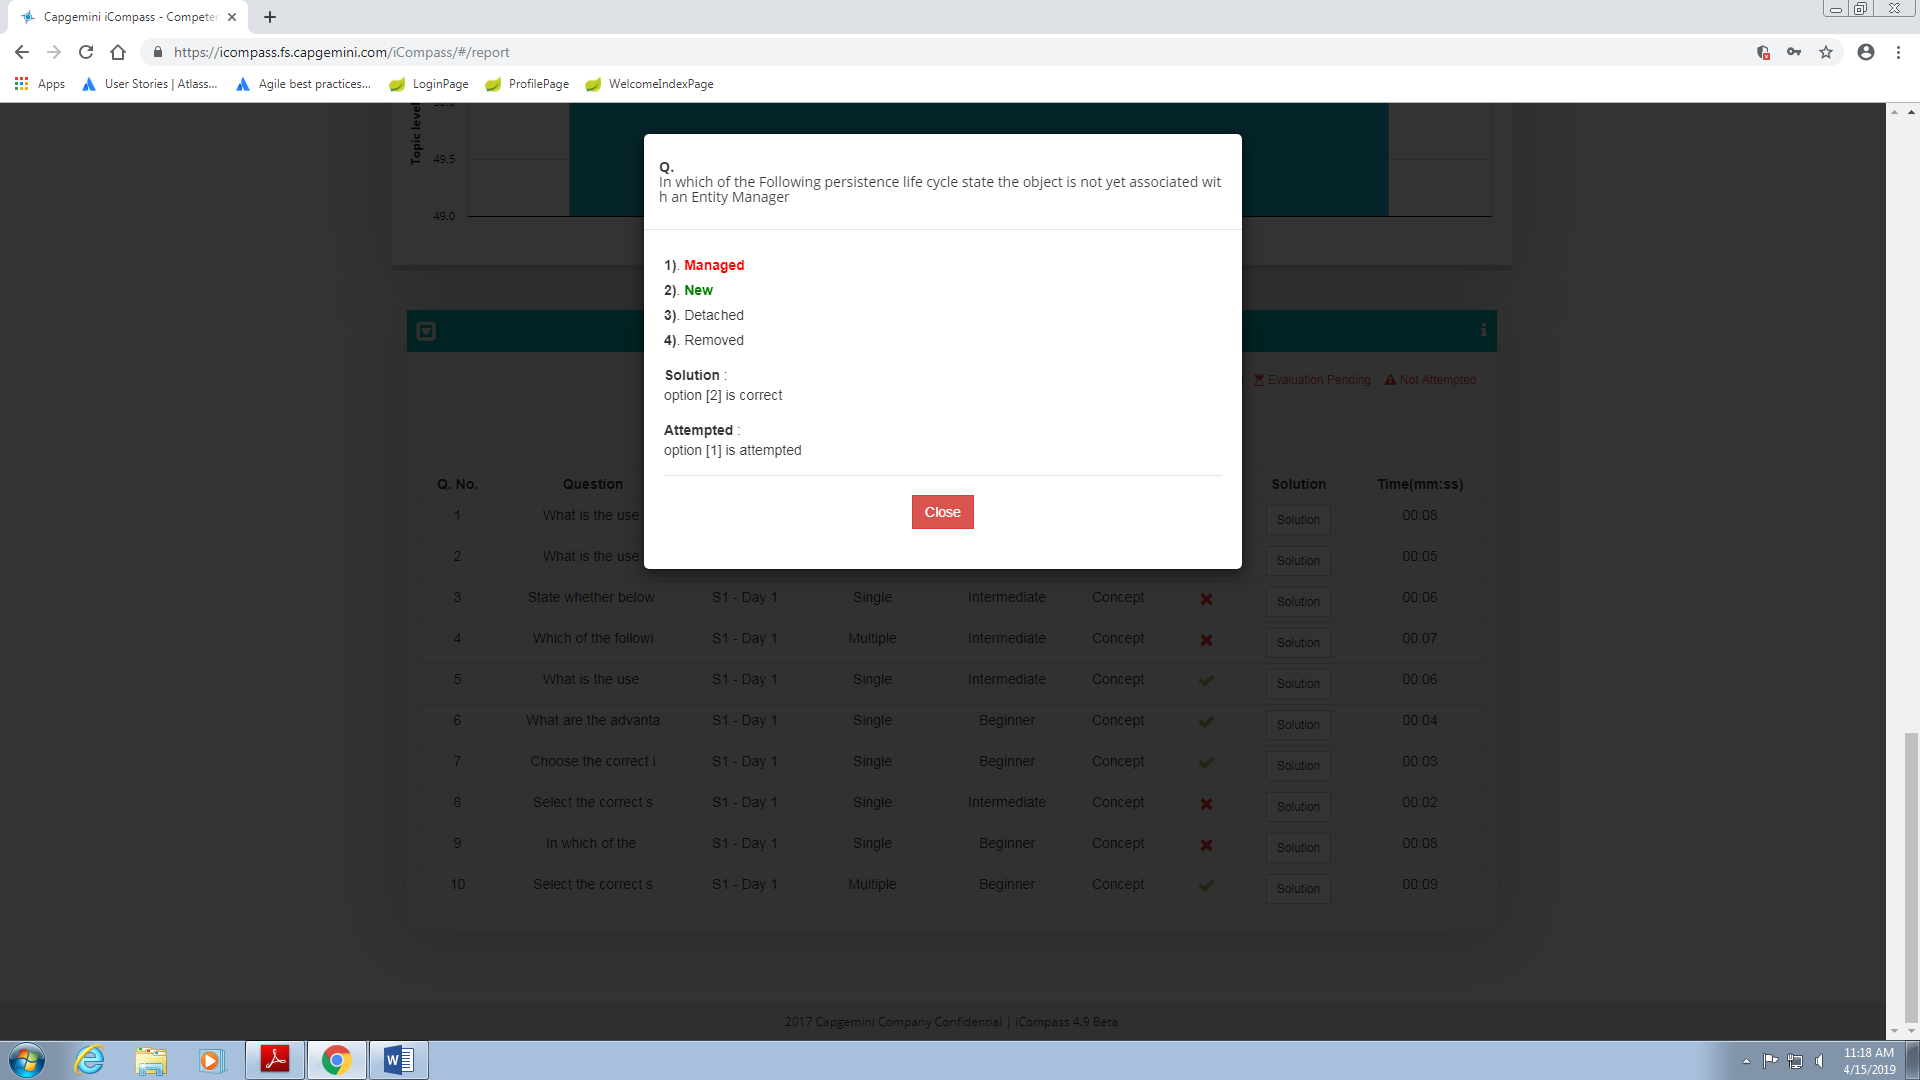 Capgemini iCompass - Competen
https://icompass.fs.capgemini.com/iCompass/#/report
Apps
User Stories | Atlass...
Agile best practices...
LoginPage
ProfilePage
WelcomeIndexPage
Topic level
49.5
49.0
Q.
In which of the Following persistence life cycle state the object is not yet associated wit
h an Entity Manager
1). Managed
2). New
3). Detached
4). Removed
Solution :
option [2] is correct
Attempted :
option [1] is attempted
Close
Evaluation Pending Not Attempted
Q. No. Question Solution Time(mm:ss)
1 What is the use Solution 00:08
2 What is the use Solution 00:05
3 State whether below S1 - Day 1 Single Intermediate Concept Solution 00:06
4 Which of the followi S1 - Day 1 Multiple Intermediate Concept Solution 00:07
5 What is the use S1 - Day 1 Single Intermediate Concept Solution 00:06
6 What are the advanta S1 - Day 1 Single Beginner Concept Solution 00:04
7 Choose the correct i S1 - Day 1 Single Beginner Concept Solution 00:03
8 Select the correct s S1 - Day 1 Single Intermediate Concept Solution 00:02
9 In which of the S1 - Day 1 Single Beginner Concept Solution 00:08
10 Select the correct s S1 - Day 1 Multiple Beginner Concept Solution 00:09
2017 Capgemini Company Confidential | iCompass 4.9 Beta
11:18 AM
4/15/2019